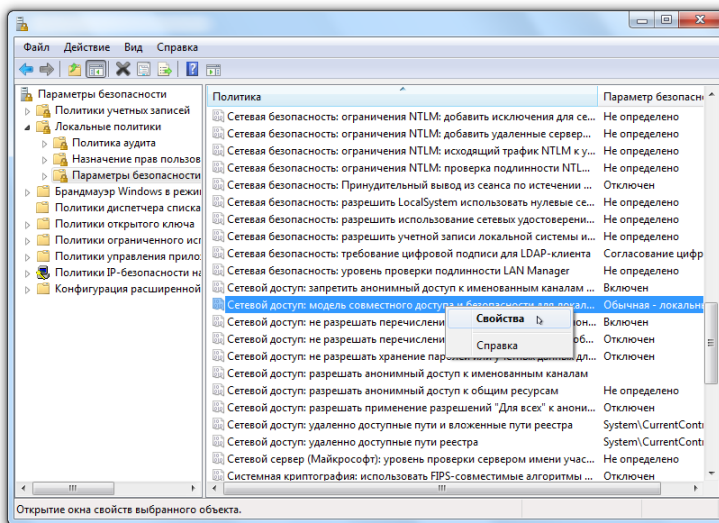 Файл Действие Вид Справка
Параметры безопасности
Политики учетных записей
Локальные политики
Политика аудита
Назначение прав пользов
Параметры безопасности
Брандмауэр Windows в режи
Политики диспетчера списка
Политики открытого ключа
Политики ограниченного исп
Политики управления прило
Политики IP-безопасности на
Конфигурация расширенной
Политика Параметр безопасн
Сетевая безопасность: ограничения NTLM: добавить исключения для се... Не определено
Сетевая безопасность: ограничения NTLM: добавить удаленные сервер... Не определено
Сетевая безопасность: ограничения NTLM: исходящий трафик NTLM к у... Не определено
Сетевая безопасность: ограничения NTLM: проверка подлинности NTL... Не определено
Сетевая безопасность: Принудительный вывод из сеанса по истечении ... Отключен
Сетевая безопасность: разрешить LocalSystem использовать нулевые се... Не определено
Сетевая безопасность: разрешить использование сетевых удостоверени... Не определено
Сетевая безопасность: разрешить учетной записи локальной системы и... Не определено
Сетевая безопасность: требование цифровой подписи для LDAP-клиента Согласование цифр
Сетевая безопасность: уровень проверки подлинности LAN Manager Не определено
Сетевой доступ: запретить анонимный доступ к именованным каналам ... Включен
Сетевой доступ: модель совместного доступа и безопасности для локал... Обычная - локальн
Сетевой доступ: не разрешать перечислени он... Включен
Сетевой доступ: не разрешать перечислени об... Отключен
Сетевой доступ: не разрешать хранение паролей или учетных данных дл... Отключен
Сетевой доступ: разрешать анонимный доступ к именованным каналам
Сетевой доступ: разрешать анонимный доступ к общим ресурсам Не определено
Сетевой доступ: разрешать применение разрешений "Для всех" к анони... Отключен
Сетевой доступ: удаленно доступные пути и вложенные пути реестра System\CurrentContr
Сетевой доступ: удаленно доступные пути реестра System\CurrentContr
Сетевой сервер (Майкрософт): уровень проверки сервером имени учас... Не определено
Системная криптография: использовать FIPS-совместимые алгоритмы ... Отключен
Свойства
Справка
Открытие окна свойств выбранного объекта.